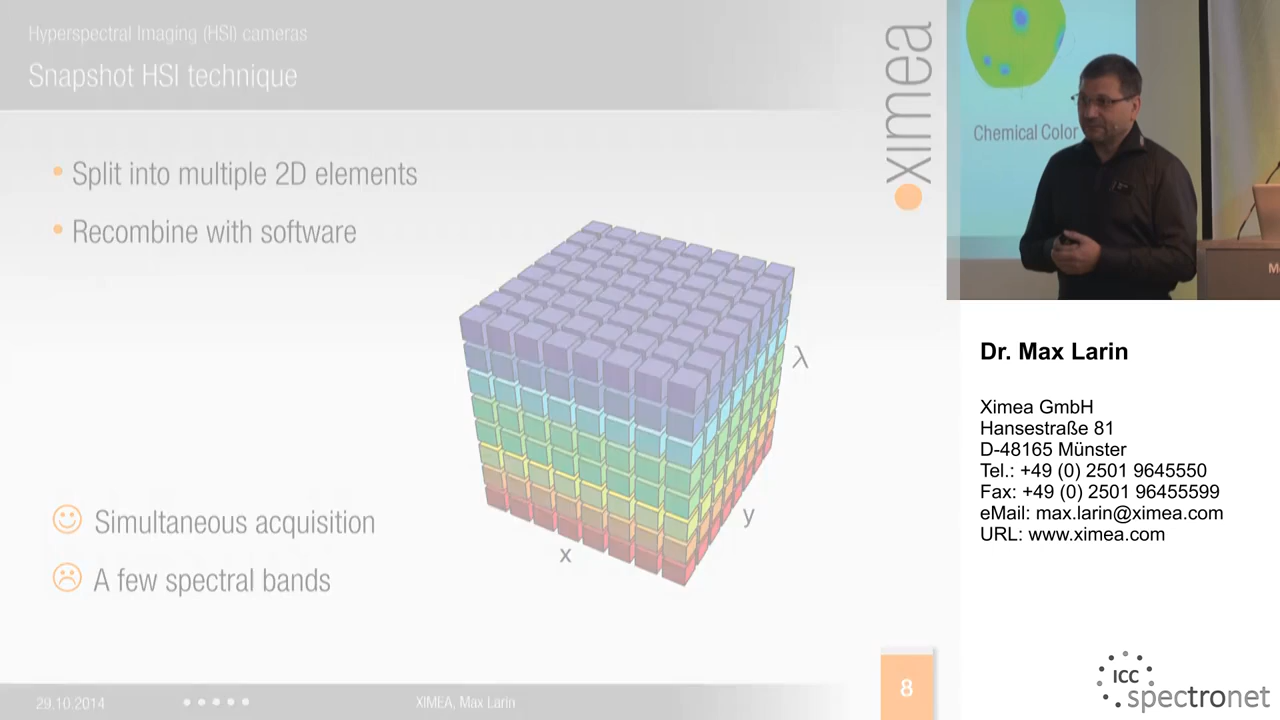 Hyperspectral Imaging (HSI) cameras
Snapshot HSI technique
ximea
• Split into multiple 2D elements
• Recombine with software
λ
y
x
Simultaneous acquisition
A few spectral bands
29.10.2014
XIMEA, Max Larin
8
Chemical Color
Dr. Max Larin
Ximea GmbH
Hansestraße 81
D-48165 Münster
Tel.: +49 (0) 2501 9645550
Fax: +49 (0) 2501 96455599
eMail: max.larin@ximea.com
URL: www.ximea.com
ICC
spectronet